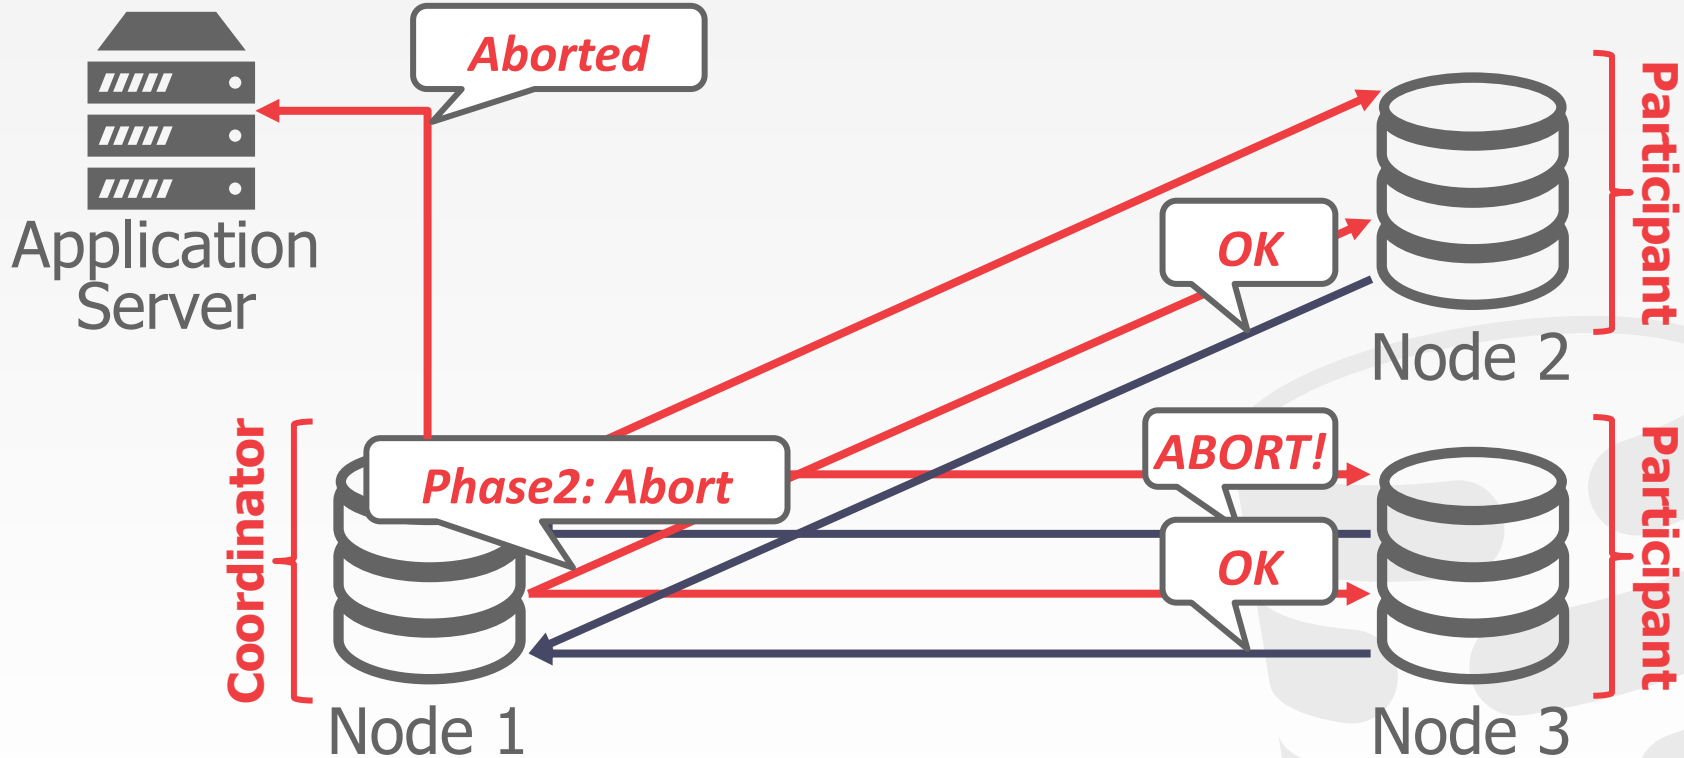 Aborted
Application
Server
Participant
OK
Node 2
Coordinator
Phase2: Abort
ABORT!
OK
Participant
Node 1
Node 3